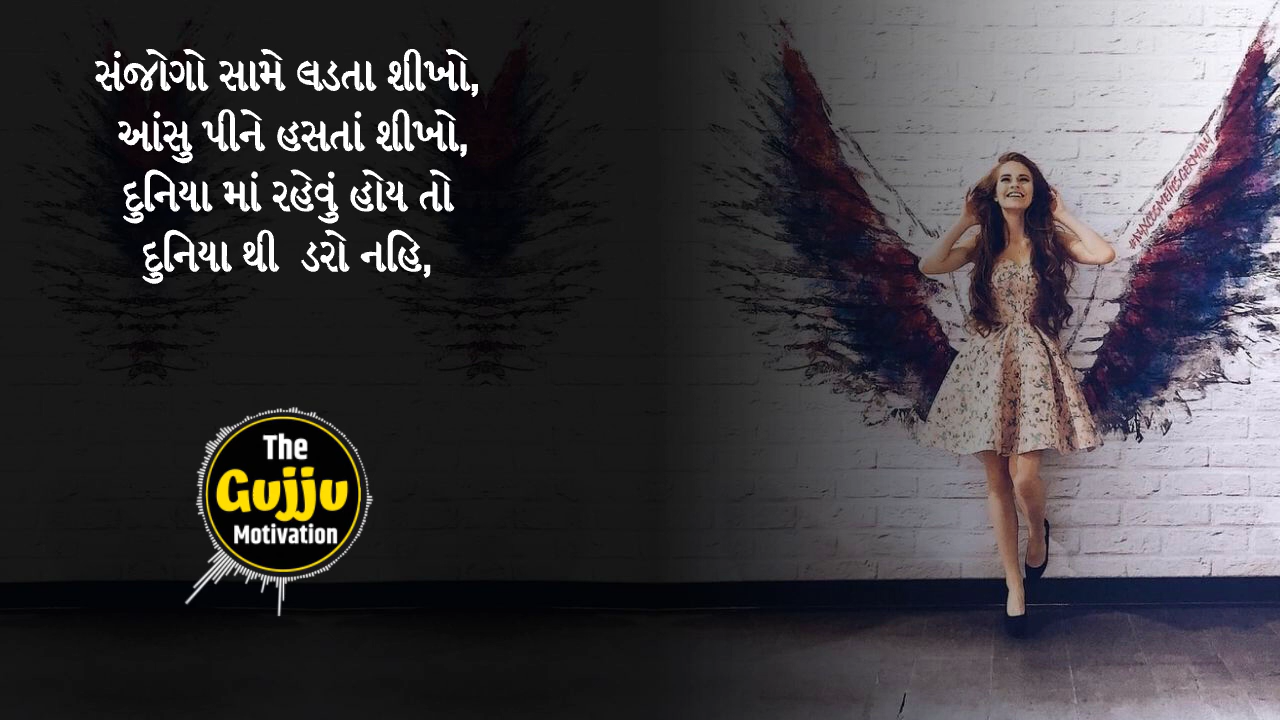 સંજોગો સામે લડતા શીખો,
આંસુ પીને હસતાં શીખો,
દુનિયા માં રહેવું હોય તો
દુનિયા થી ડરો નહિ,
The
Gujju
Motivation